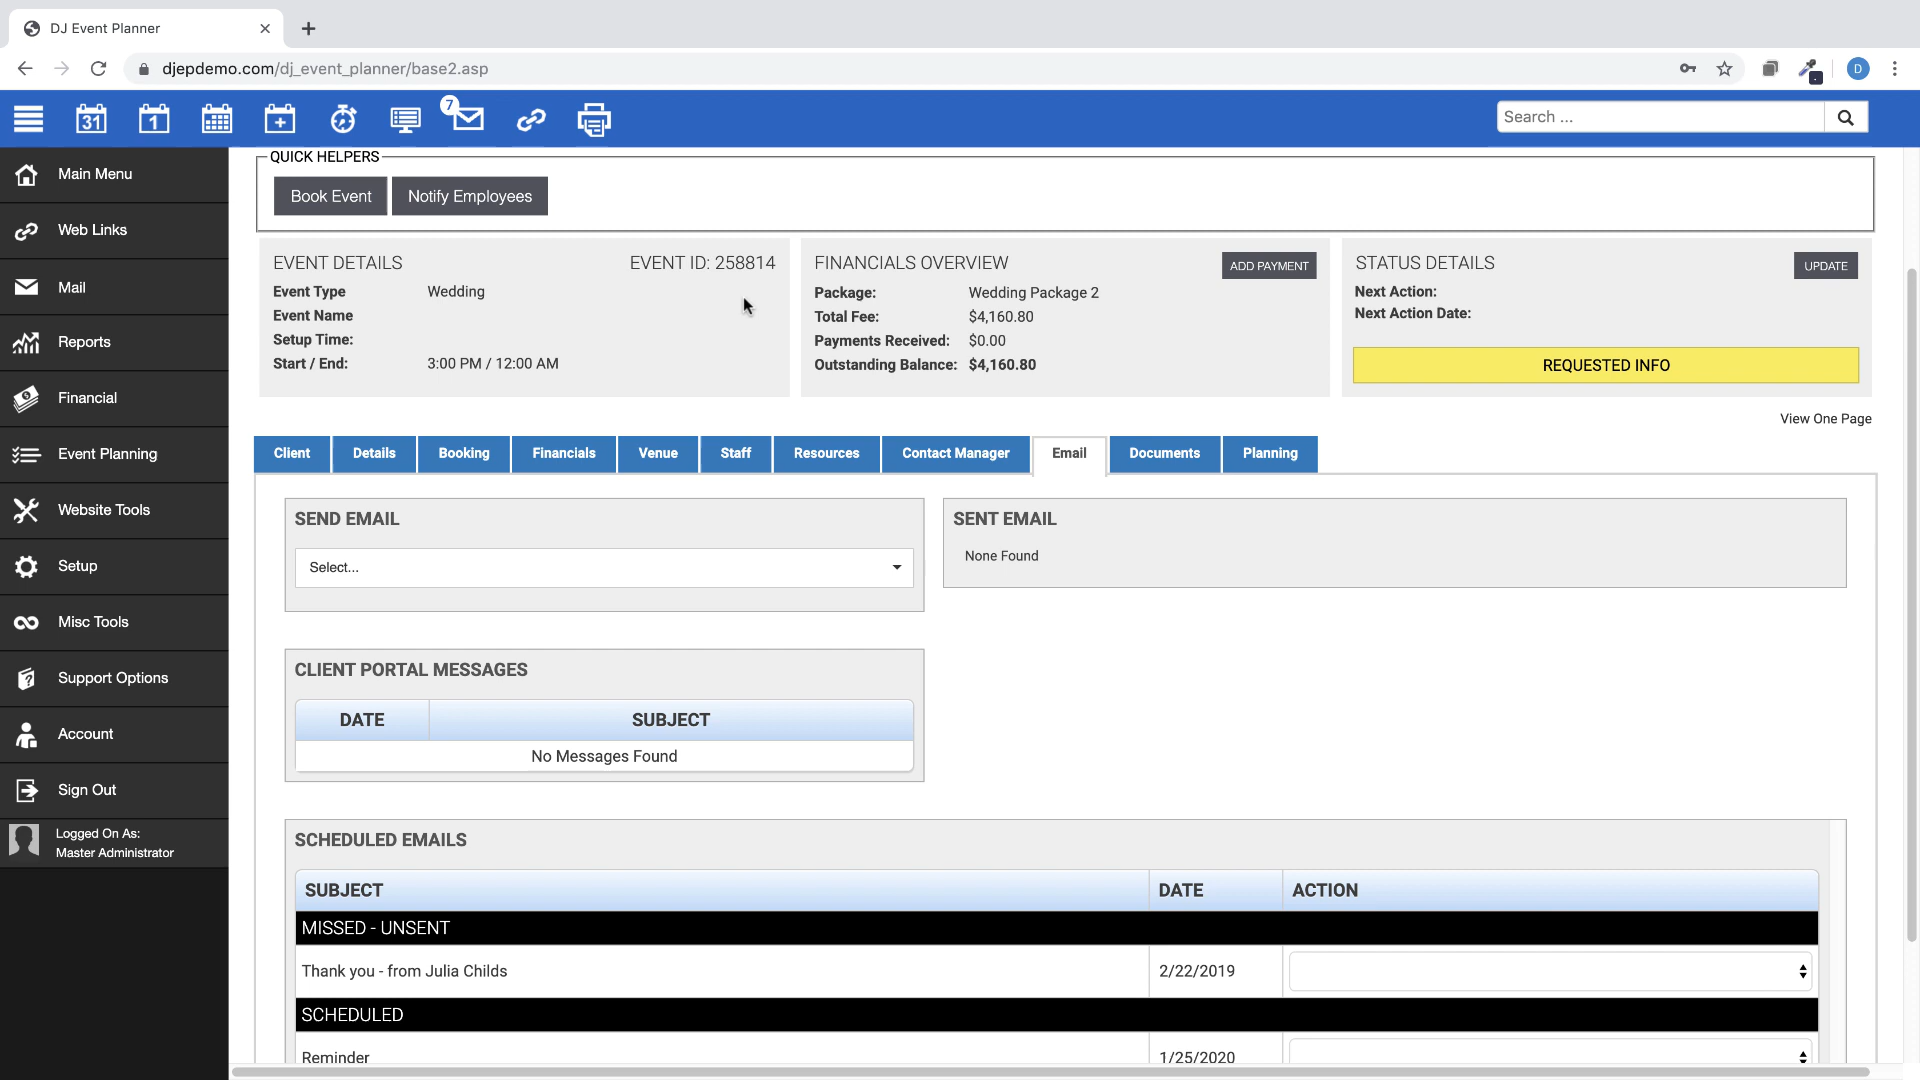 DJ Event Planner
djepdemo.com/dj_event_planner/base2.asp
D
31
1
7
Search ...
Main Menu
Web Links
Mail
Reports
Financial
Event Planning
Website Tools
Setup
Misc Tools
Support Options
Account
Sign Out
Logged On As:
Master Administrator
QUICK HELPERS
Book Event
Notify Employees
EVENT DETAILS
EVENT ID: 258814
Event Type Wedding
Event Name
Setup Time:
Start / End: 3:00 PM / 12:00 AM
FINANCIALS OVERVIEW
ADD PAYMENT
Package: Wedding Package 2
Total Fee: $4,160.80
Payments Received: $0.00
Outstanding Balance: $4,160.80
STATUS DETAILS
UPDATE
Next Action:
Next Action Date:
REQUESTED INFO
View One Page
Client Details Booking Financials Venue Staff Resources Contact Manager Email Documents Planning
SEND EMAIL
Select...
SENT EMAIL
None Found
CLIENT PORTAL MESSAGES
DATE SUBJECT
No Messages Found
SCHEDULED EMAILS
SUBJECT DATE ACTION
MISSED - UNSENT
Thank you - from Julia Childs 2/22/2019
SCHEDULED
Reminder 1/25/2020